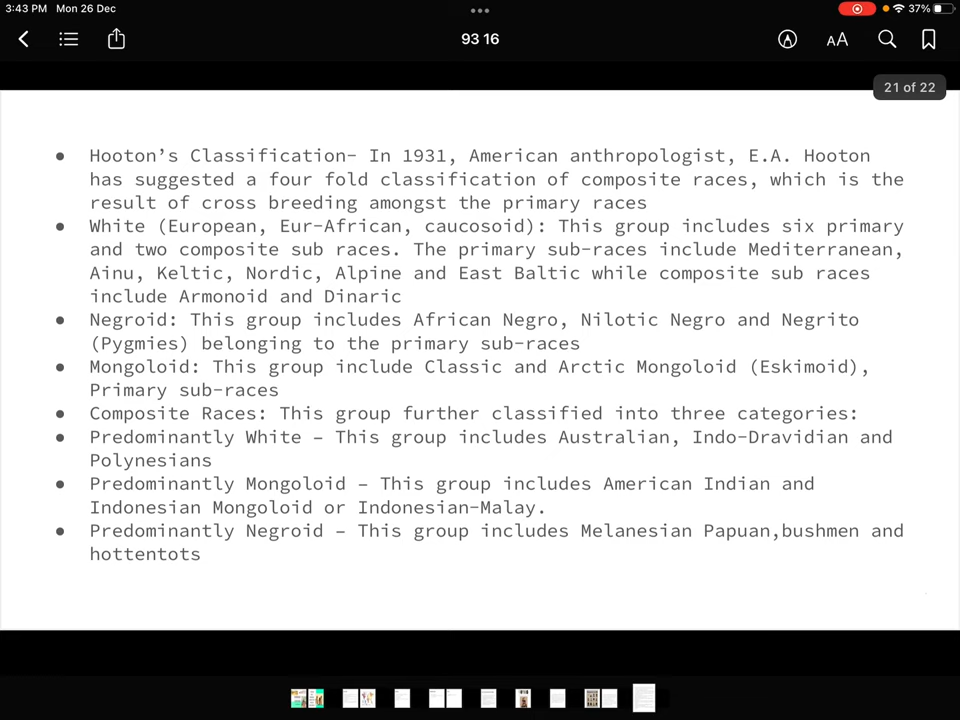 3:43 PM Mon 26 Dec
37%
93 16
AA
21 of 22
● Hooton's Classification- In 1931, American anthropologist, E.A. Hooton
has suggested a four fold classification of composite races, which is the
result of cross breeding amongst the primary races
● White (European, Eur-African, caucosoid): This group includes six primary
and two composite sub races. The primary sub-races include Mediterranean,
Ainu, Keltic, Nordic, Alpine and East Baltic while composite sub races
include Armonoid and Dinaric
● Negroid: This group includes African Negro, Nilotic Negro and Negrito
(Pygmies) belonging to the primary sub-races
● Mongoloid: This group include Classic and Arctic Mongoloid (Eskimoid),
Primary sub-races
● Composite Races: This group further classified into three categories:
● Predominantly White – This group includes Australian, Indo-Dravidian and
Polynesians
● Predominantly Mongoloid – This group includes American Indian and
Indonesian Mongoloid or Indonesian-Malay.
● Predominantly Negroid – This group includes Melanesian Papuan,bushmen and
hottentots